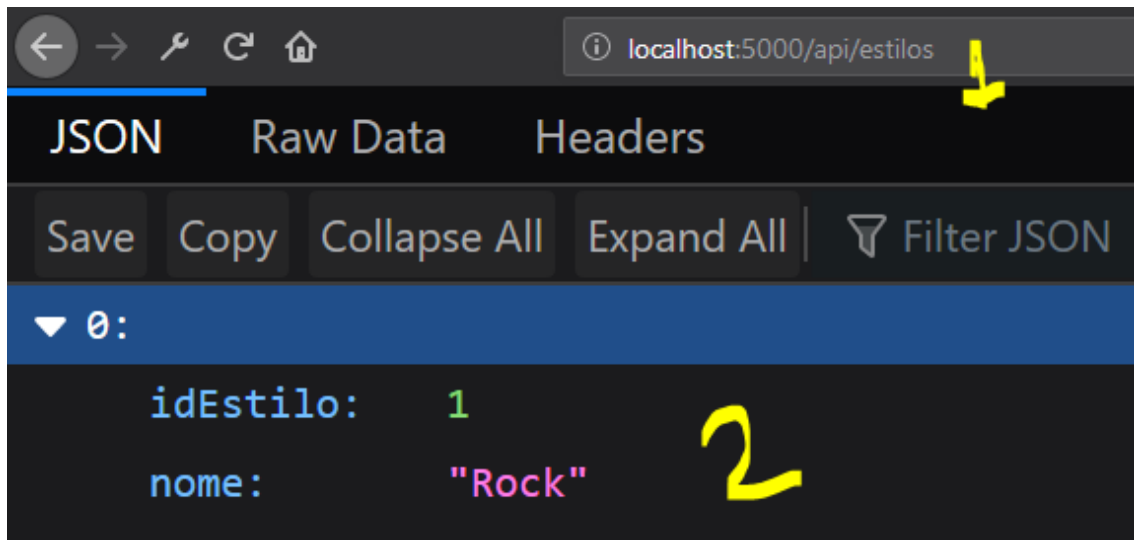 localhost:5000/api/estilos 1
JSON Raw Data Headers
Save Copy Collapse All Expand All Filter JSON
0:
idEstilo: 1
nome: "Rock"
2